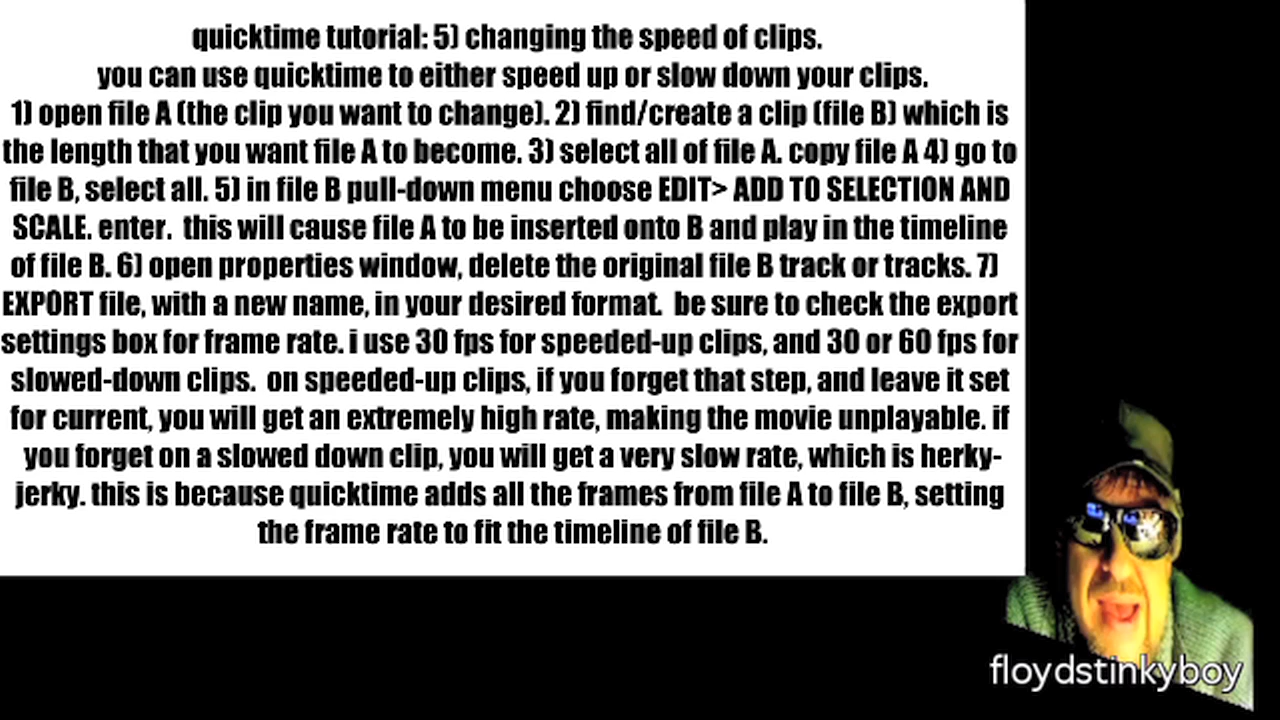 quicktime tutorial: 5) changing the speed of clips.
you can use quicktime to either speed up or slow down your clips.
1) open file A (the clip you want to change). 2) find/create a clip (file B) which is
the length that you want file A to become. 3) select all of file A. copy file A 4) go to
file B, select all. 5) in file B pull-down menu choose EDIT> ADD TO SELECTION AND
SCALE. enter.  this will cause file A to be inserted onto B and play in the timeline
of file B. 6) open properties window, delete the original file B track or tracks. 7)
EXPORT file, with a new name, in your desired format.  be sure to check the export
settings box for frame rate. i use 30 fps for speeded-up clips, and 30 or 60 fps for
slowed-down clips.  on speeded-up clips, if you forget that step, and leave it set
for current, you will get an extremely high rate, making the movie unplayable. if
you forget on a slowed down clip, you will get a very slow rate, which is herky-
jerky. this is because quicktime adds all the frames from file A to file B, setting
the frame rate to fit the timeline of file B.
floydstinkyboy